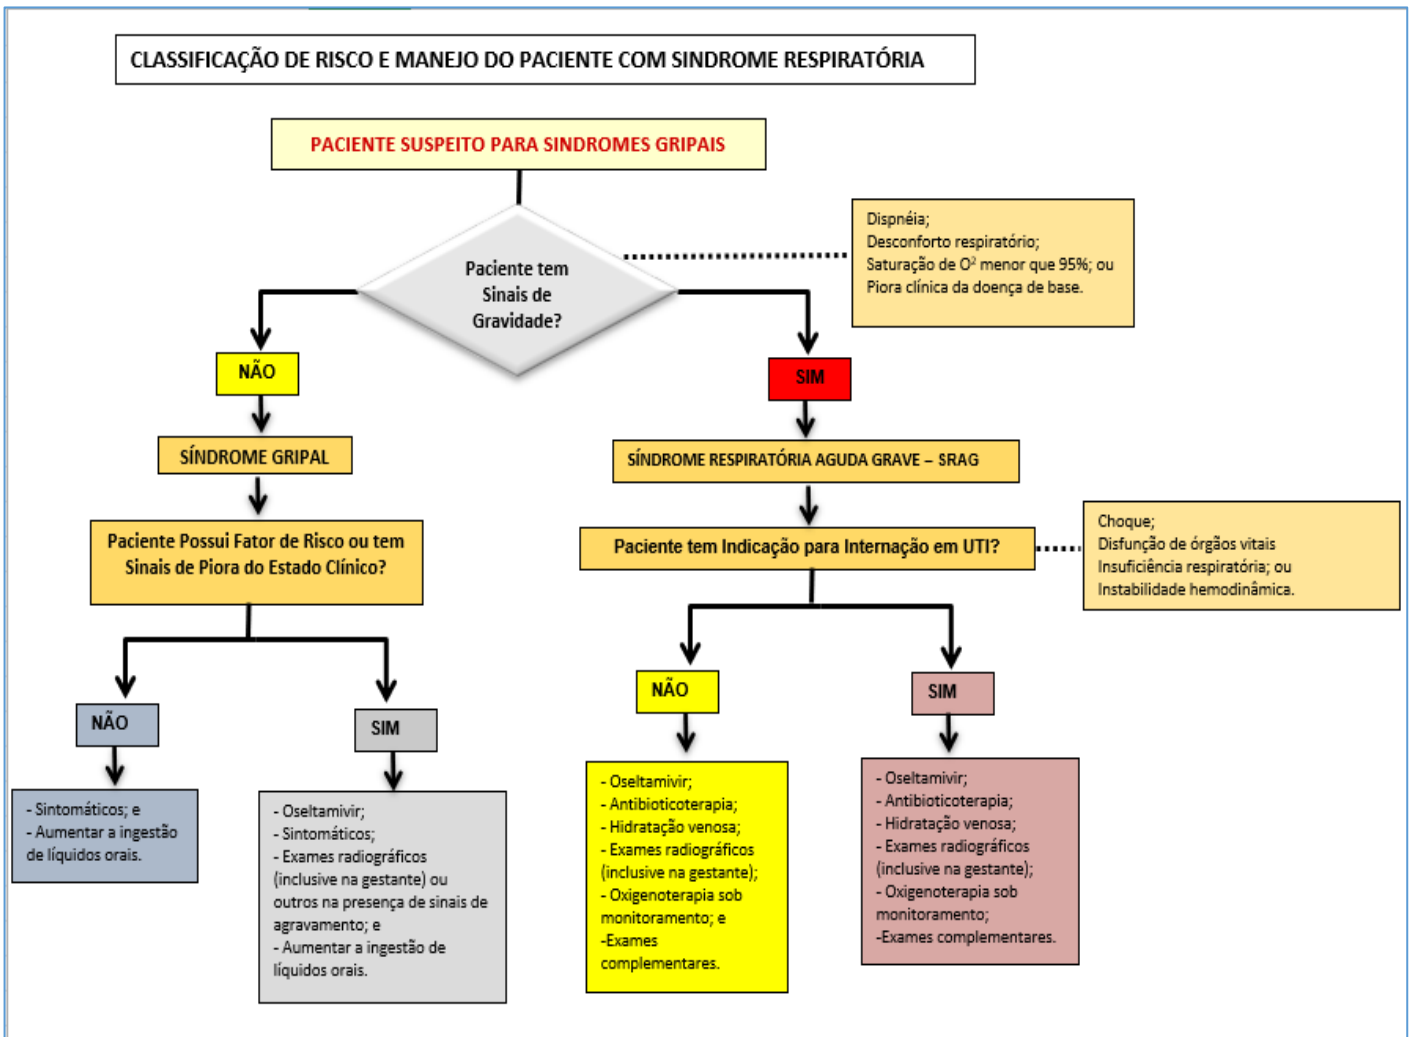 CLASSIFICAÇÃO DE RISCO E MANEJO DO PACIENTE COM SINDROME RESPIRATÓRIA
PACIENTE SUSPEITO PARA SINDROMES GRIPAIS
Paciente tem
Sinais de
Gravidade?
Dispnéia;
Desconforto respiratório;
Saturação de O² menor que 95%; ou
Piora clínica da doença de base.
NÃO
SIM
SÍNDROME GRIPAL
SÍNDROME RESPIRATÓRIA AGUDA GRAVE – SRAG
Paciente Possui Fator de Risco ou tem
Sinais de Piora do Estado Clínico?
Paciente tem Indicação para Internação em UTI?
Choque;
Disfunção de órgãos vitais
Insuficiência respiratória; ou
Instabilidade hemodinâmica.
NÃO
SIM
NÃO
SIM
- Sintomáticos; e
- Aumentar a ingestão
de líquidos orais.
- Oseltamivir;
- Sintomáticos;
- Exames radiográficos
(inclusive na gestante) ou
outros na presença de sinais de
agravamento; e
- Aumentar a ingestão de
líquidos orais.
- Oseltamivir;
- Antibioticoterapia;
- Hidratação venosa;
- Exames radiográficos
(inclusive na gestante);
- Oxigenoterapia sob
monitoramento; e
-Exames
complementares.
- Oseltamivir;
- Antibioticoterapia;
- Hidratação venosa;
- Exames radiográficos
(inclusive na gestante);
- Oxigenoterapia sob
monitoramento;
-Exames complementares.